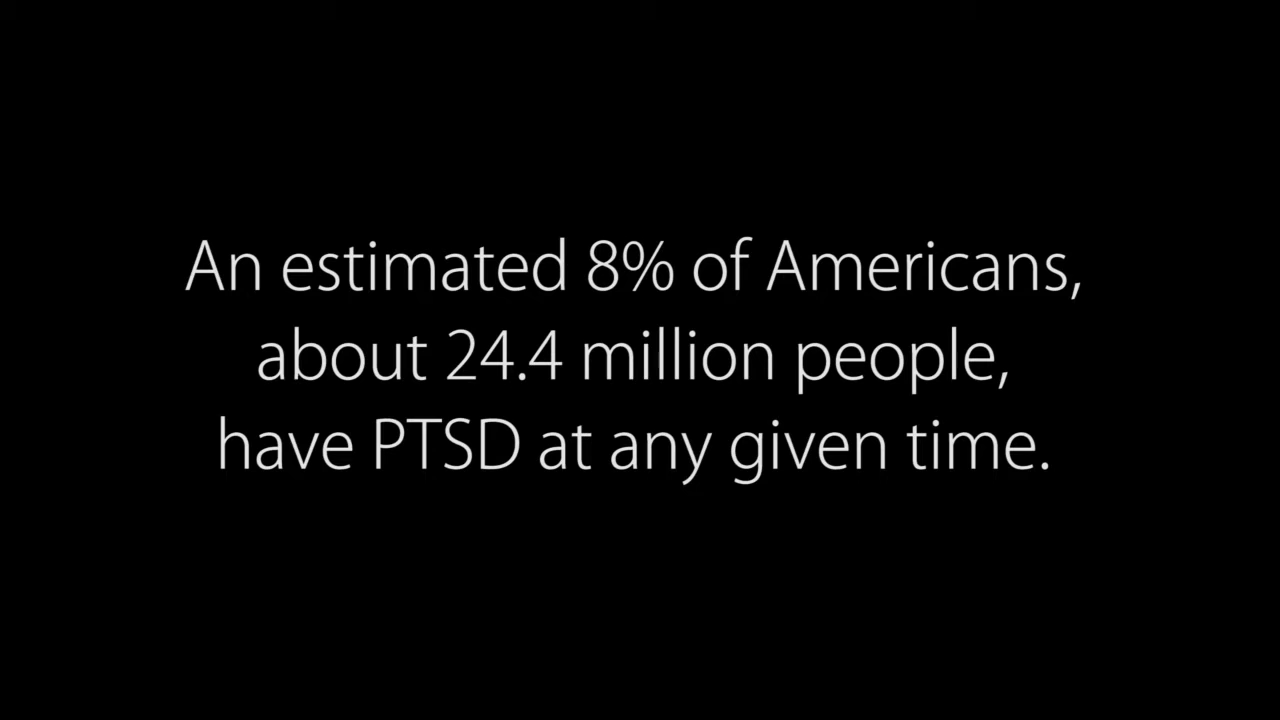 An estimated 8% of Americans,
about 24.4 million people,
have PTSD at any given time.